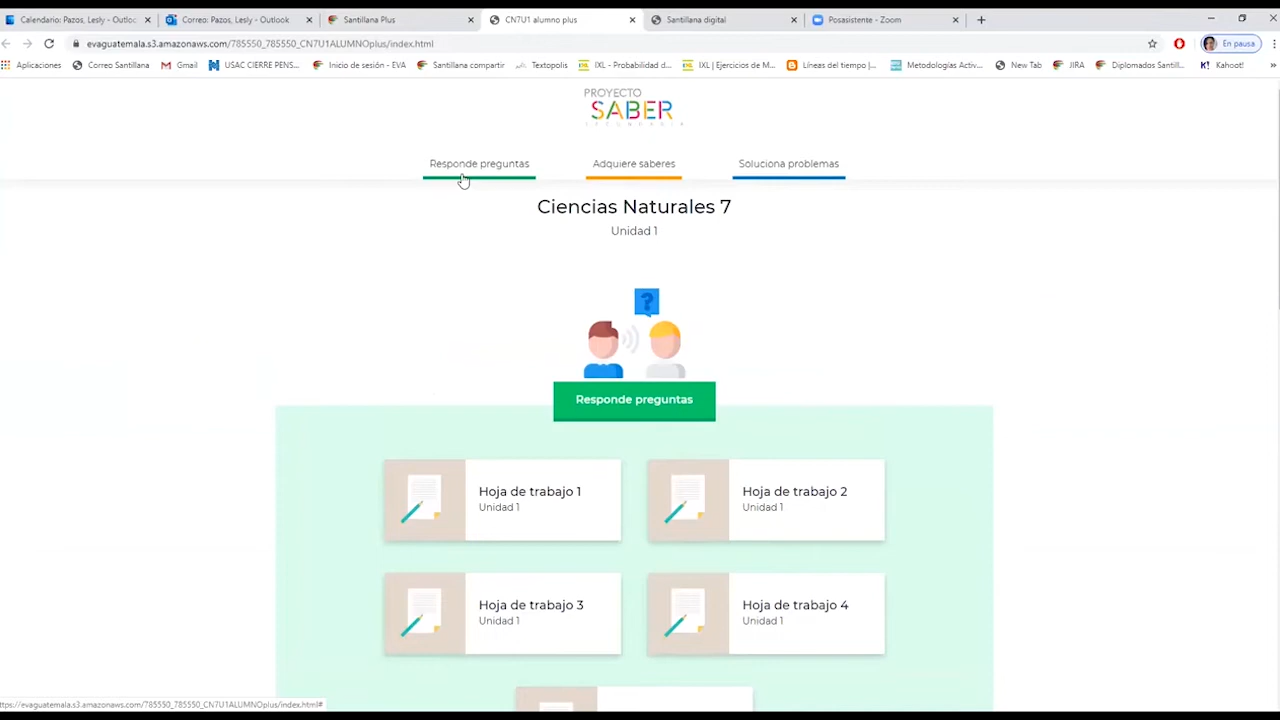 Calendario: Pazos, Lesly - Outloo
Correo: Pazos, Lesly - Outlook
Santillana Plus
CN7U1 alumno plus
Santillana digital
Posasistente - Zoom
evaguatemala.s3.amazonaws.com/785550_785550_CN7U1ALUMNOplus/index.html
En pausa
Aplicaciones
Correo Santillana
Gmail
USAC CIERRE PENS...
Inicio de sesión - EVA
Santillana compartir
Textopolis
IXL - Probabilidad d...
IXL | Ejercicios de M...
Líneas del tiempo |...
Metodologías Activ...
New Tab
JIRA
Diplomados Santill...
Kahoot!
PROYECTO
SABER
Responde preguntas
Adquiere saberes
Soluciona problemas
Ciencias Naturales 7
Unidad 1
?
Responde preguntas
Hoja de trabajo 1
Unidad 1
Hoja de trabajo 2
Unidad 1
Hoja de trabajo 3
Unidad 1
Hoja de trabajo 4
Unidad 1
https://evaguatemala.s3.amazonaws.com/785550_785550_CN7U1ALUMNOplus/index.html#